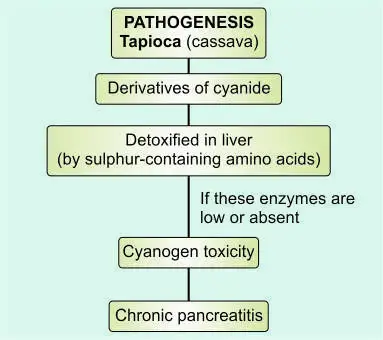 PATHOGENESIS
Tapioca (cassava)
Derivatives of cyanide
Detoxified in liver
(by sulphur-containing amino acids)
If these enzymes are
low or absent
Cyanogen toxicity
Chronic pancreatitis